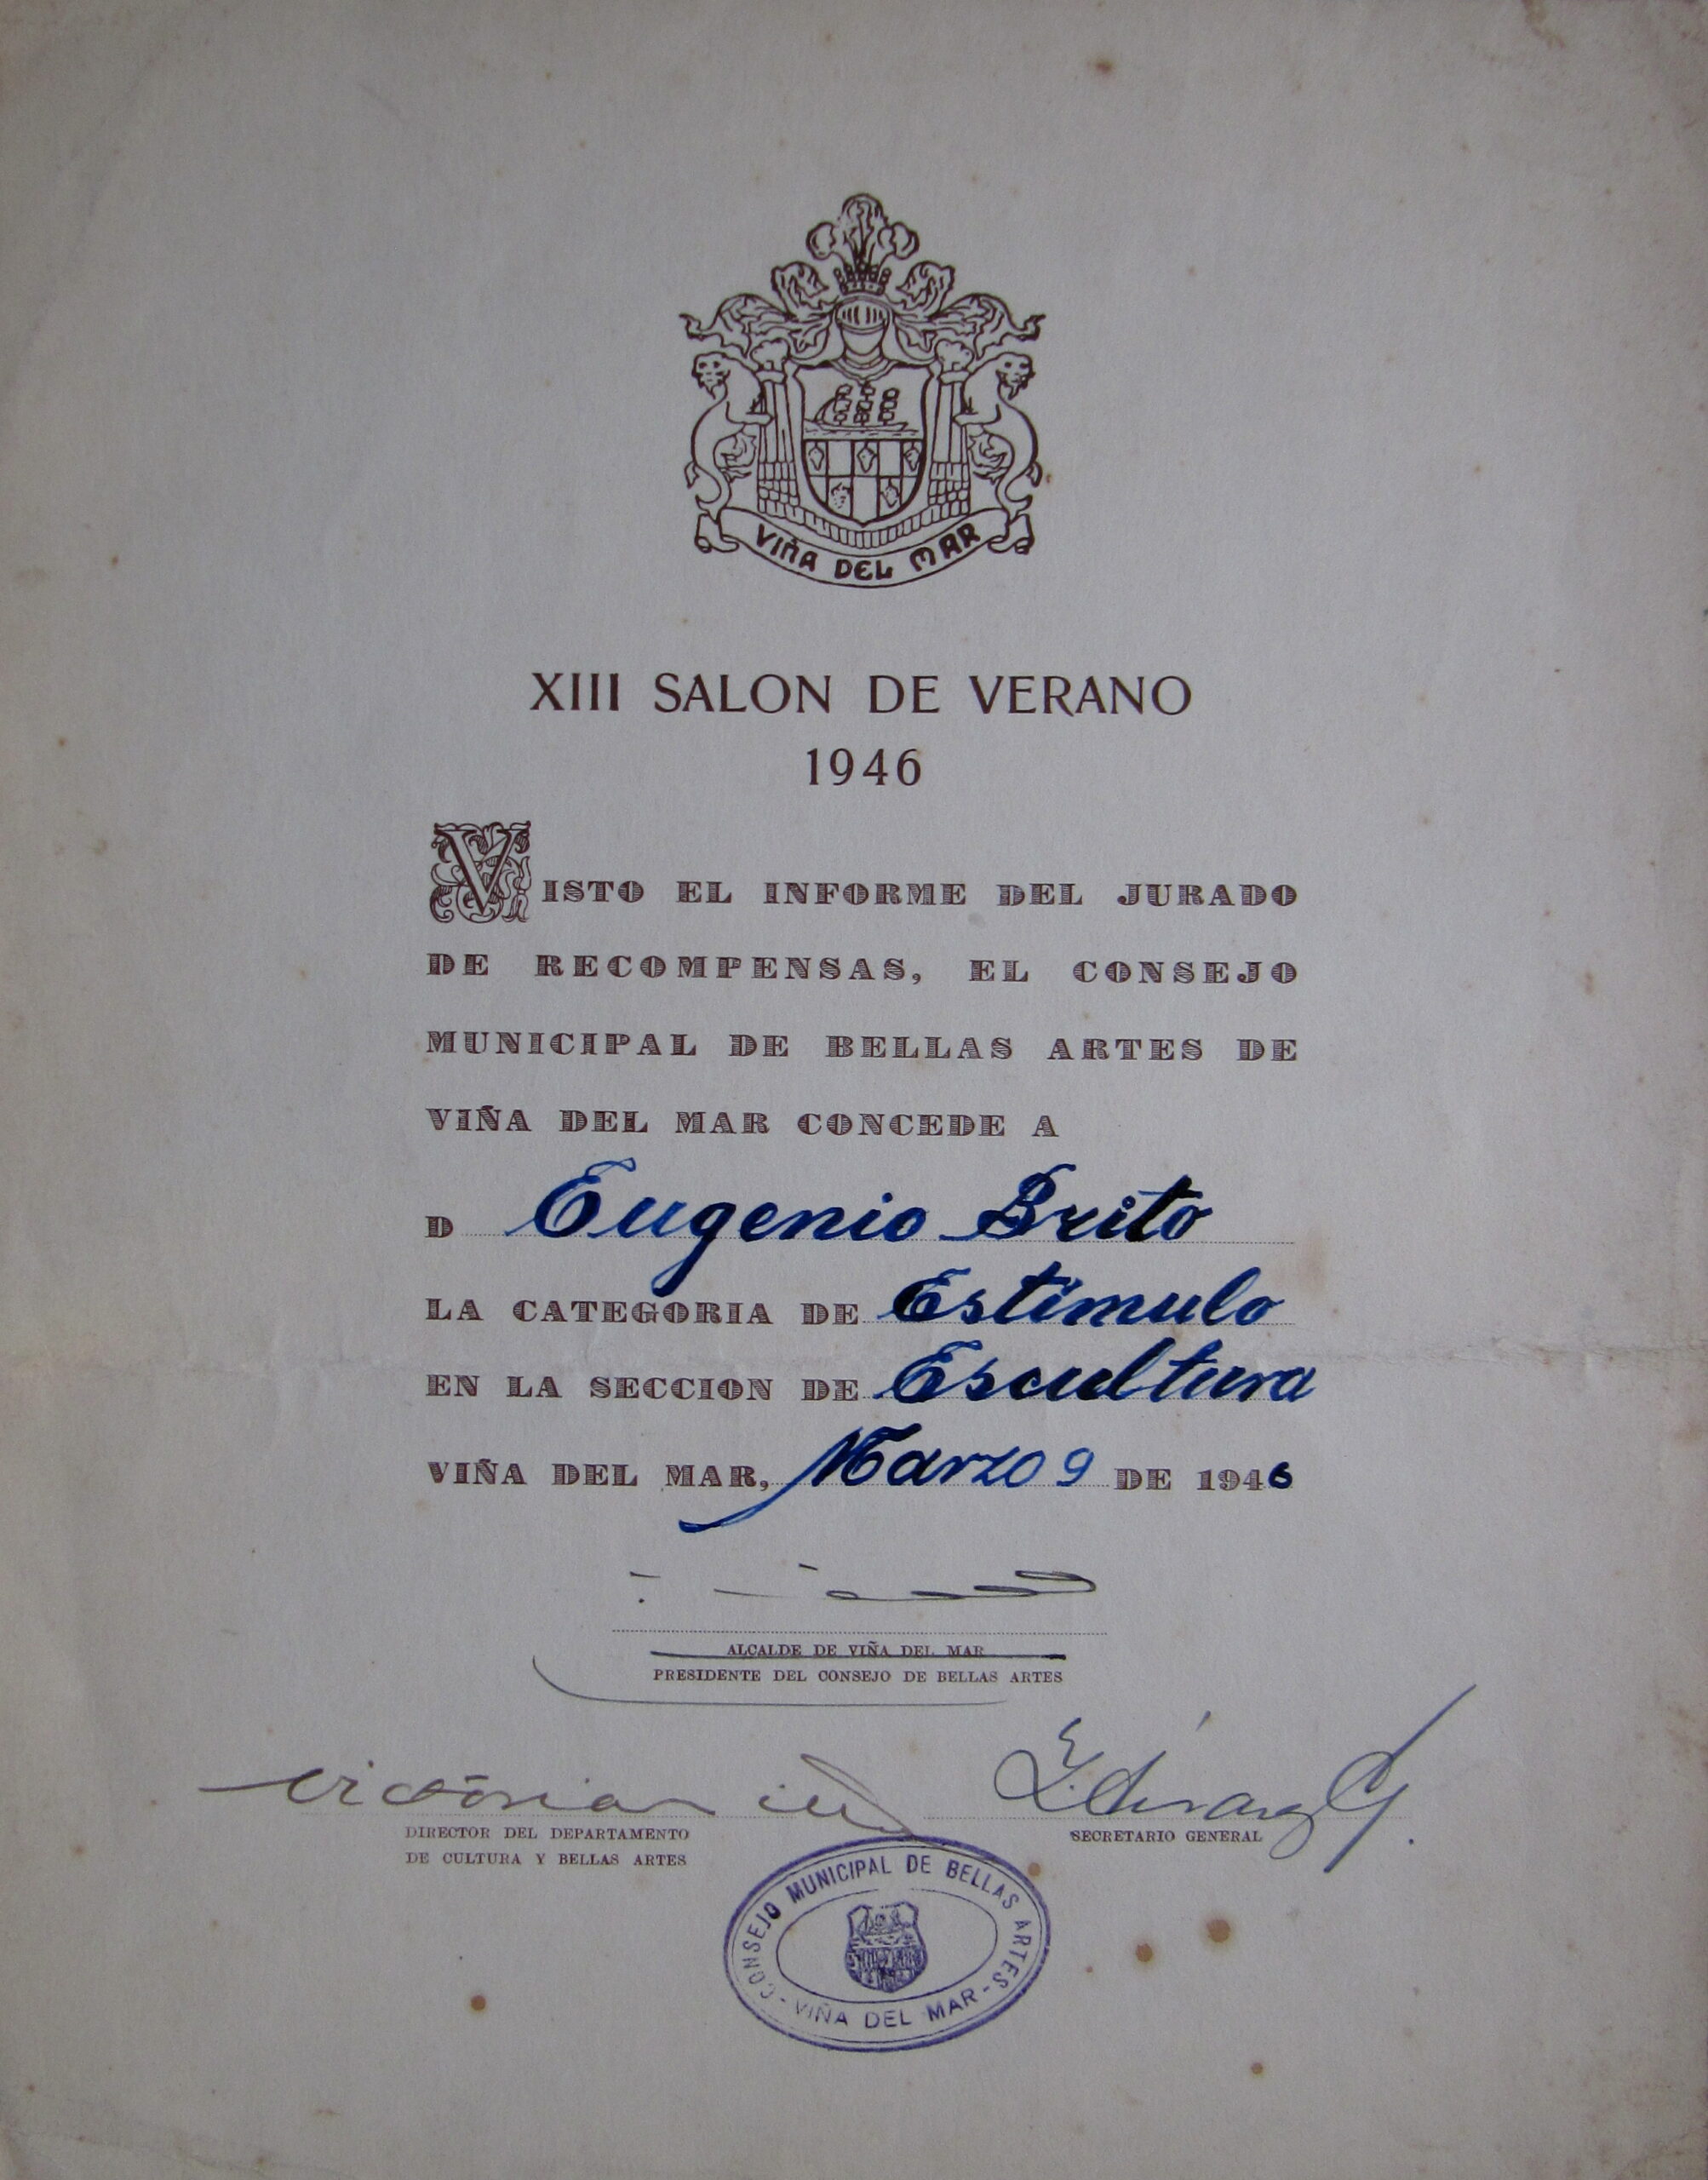 VIÑA DEL MAR
XIII SALON DE VERANO
1946
VISTO EL INFORME DEL JURADO
DE RECOMPENSAS, EL CONSEJO
MUNICIPAL DE BELLAS ARTES DE
VIÑA DEL MAR CONCEDE A
D Eugenio Brito
LA CATEGORIA DE Estímulo
EN LA SECCION DE Escultura
VIÑA DEL MAR, Marzo 9 DE 1946
ALCALDE DE VIÑA DEL MAR
PRESIDENTE DEL CONSEJO DE BELLAS ARTES
DIRECTOR DEL DEPARTAMENTO
DE CULTURA Y BELLAS ARTES
SECRETARIO GENERAL
CONSEJO MUNICIPAL DE BELLAS ARTES
- VIÑA DEL MAR -